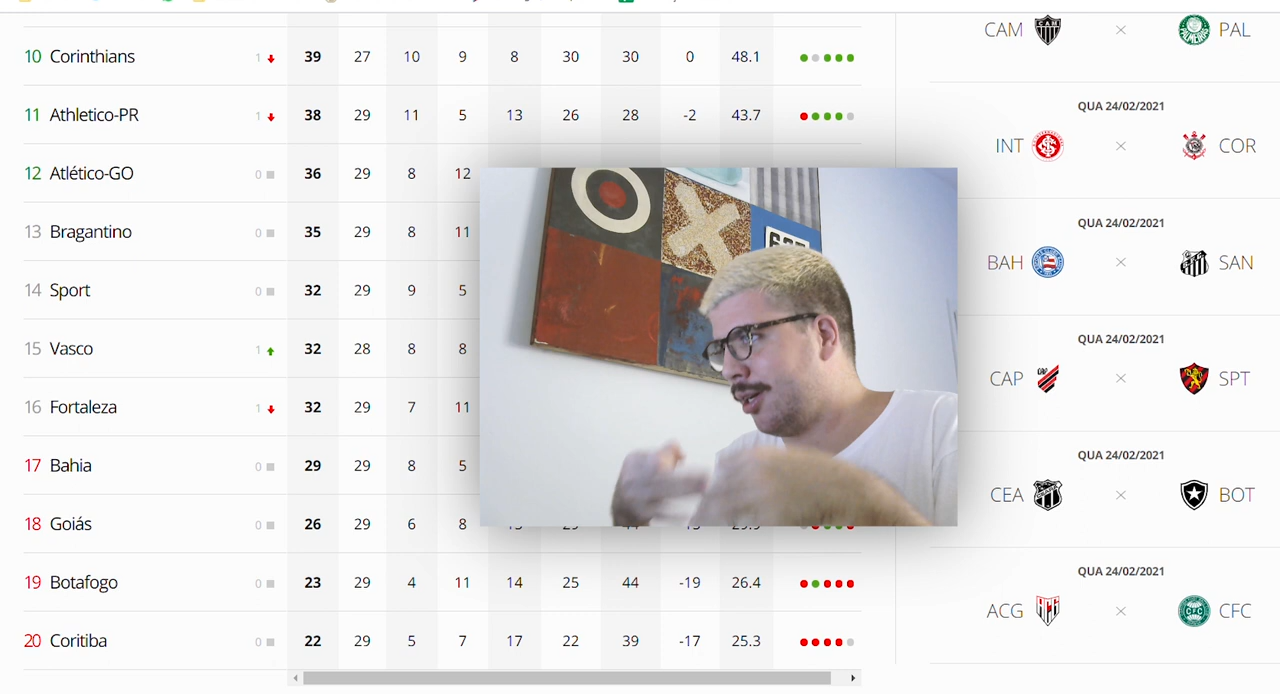 10 Corinthians 1 39 27 10 9 8 30 30 0 48.1
11 Athletico-PR 1 38 29 11 5 13 26 28 -2 43.7
12 Atlético-GO 0 36 29 8 12
13 Bragantino 0 35 29 8 11
14 Sport 0 32 29 9 5
15 Vasco 1 32 28 8 8
16 Fortaleza 1 32 29 7 11
17 Bahia 0 29 29 8 5
18 Goiás 0 26 29 6 8
19 Botafogo 0 23 29 4 11 14 25 44 -19 26.4
20 Coritiba 0 22 29 5 7 17 22 39 -17 25.3
CAM × PAL
QUA 24/02/2021
INT × COR
QUA 24/02/2021
BAH × SAN
QUA 24/02/2021
CAP × SPT
QUA 24/02/2021
CEA × BOT
QUA 24/02/2021
ACG × CFC